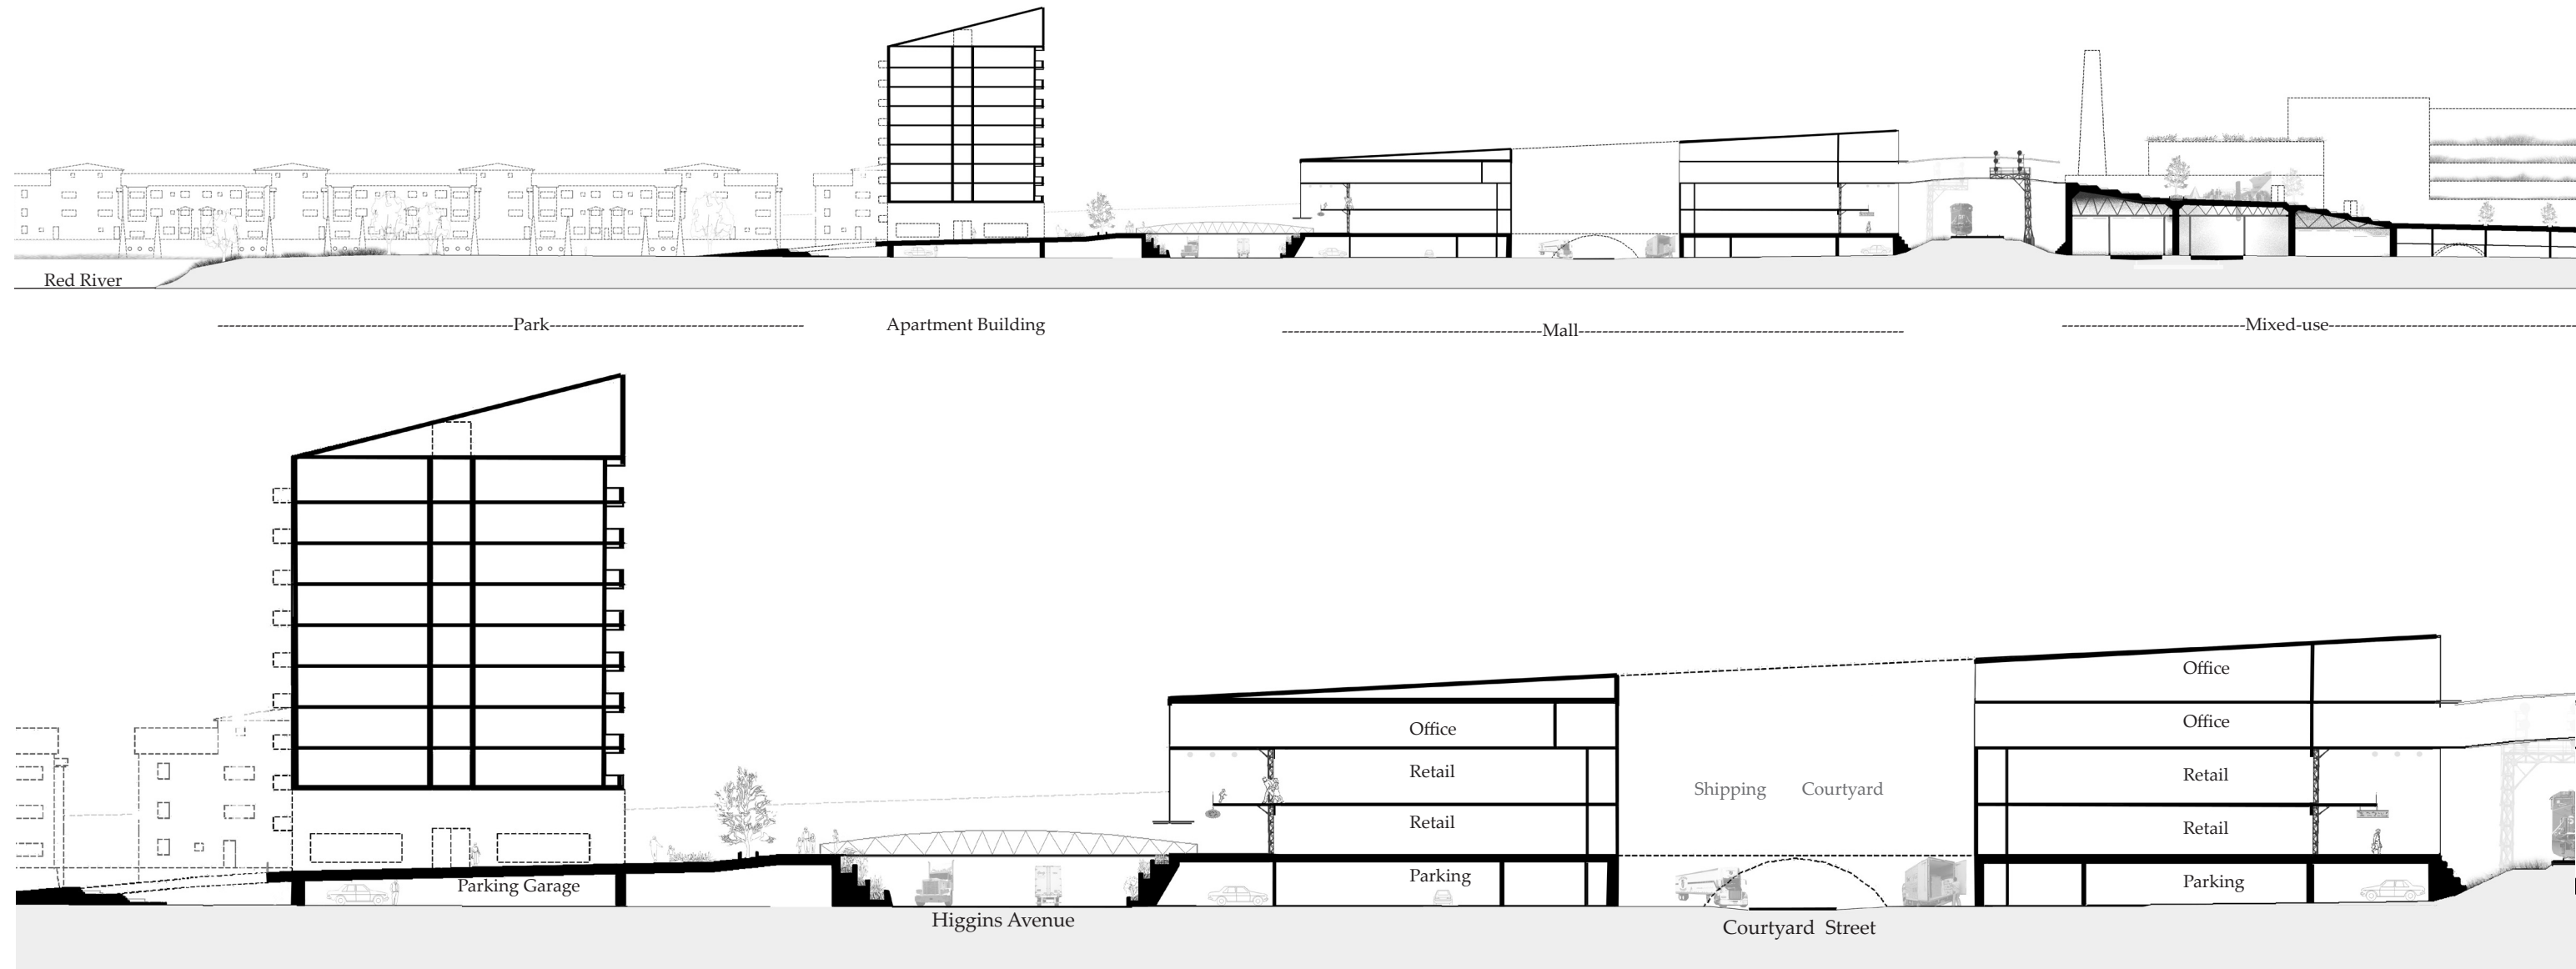 Red River
Park
Apartment Building
Mall
Mixed-use
Office
Office
Office
Retail
Retail
Shipping Courtyard
Retail
Retail
Parking Garage
Parking
Parking
Higgins Avenue
Courtyard Street